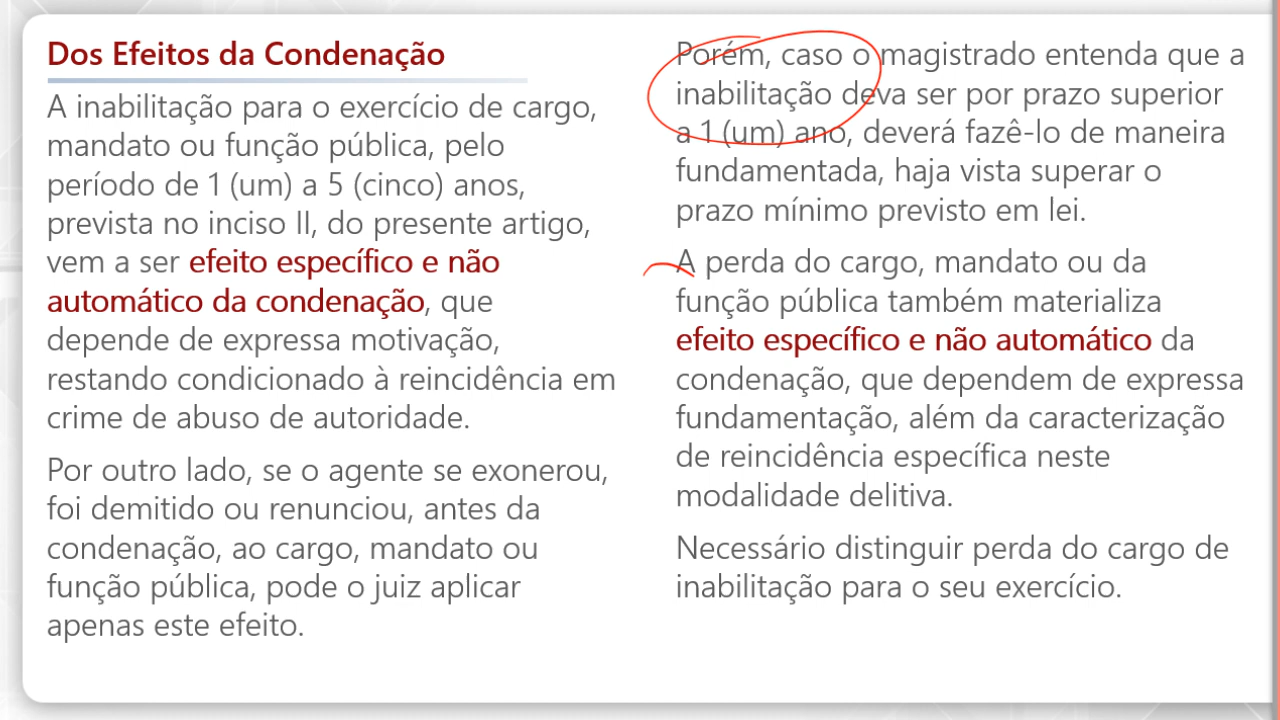 Dos Efeitos da Condenação
A inabilitação para o exercício de cargo,
mandato ou função pública, pelo
período de 1 (um) a 5 (cinco) anos,
prevista no inciso II, do presente artigo,
vem a ser efeito específico e não
automático da condenação, que
depende de expressa motivação,
restando condicionado à reincidência em
crime de abuso de autoridade.
Por outro lado, se o agente se exonerou,
foi demitido ou renunciou, antes da
condenação, ao cargo, mandato ou
função pública, pode o juiz aplicar
apenas este efeito.
Porém, caso o magistrado entenda que a
inabilitação deva ser por prazo superior
a 1 (um) ano, deverá fazê-lo de maneira
fundamentada, haja vista superar o
prazo mínimo previsto em lei.
A perda do cargo, mandato ou da
função pública também materializa
efeito específico e não automático da
condenação, que dependem de expressa
fundamentação, além da caracterização
de reincidência específica neste
modalidade delitiva.
Necessário distinguir perda do cargo de
inabilitação para o seu exercício.